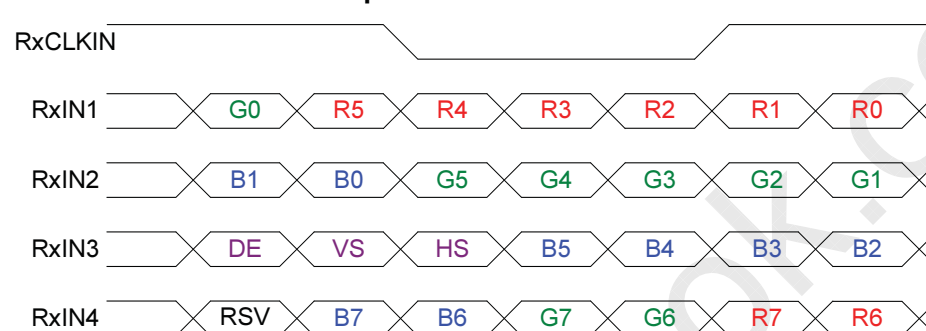 RxCLKIN
RxIN1 G0 R5 R4 R3 R2 R1 R0
RxIN2 B1 B0 G5 G4 G3 G2 G1
RxIN3 DE VS HS B5 B4 B3 B2
RxIN4 RSV B7 B6 G7 G6 R7 R6